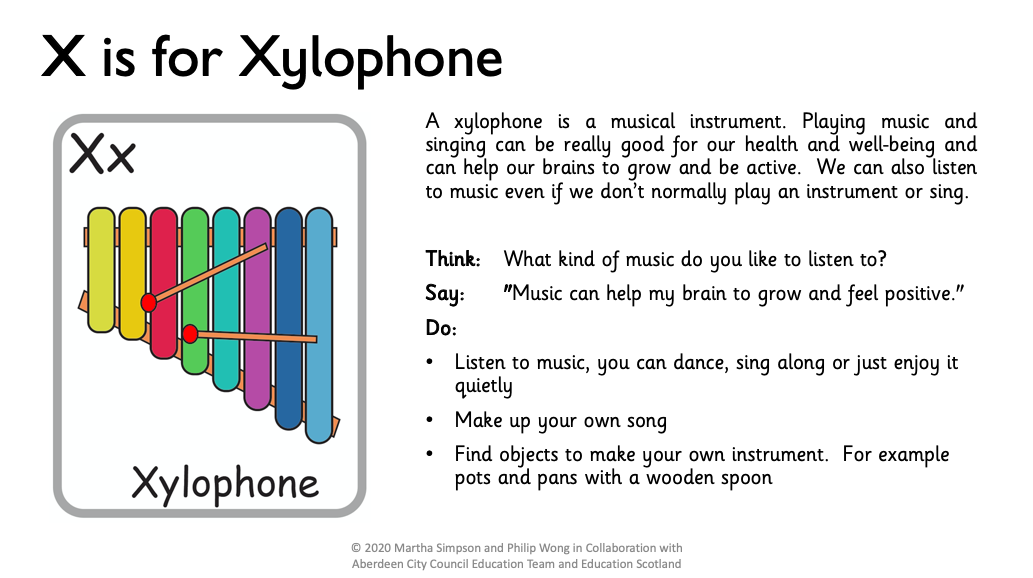 X is for Xylophone
Xx
Xylophone
A xylophone is a musical instrument. Playing music and
singing can be really good for our health and well-being and
can help our brains to grow and be active. We can also listen
to music even if we don't normally play an instrument or sing.
Think: What kind of music do you like to listen to?
Say: "Music can help my brain to grow and feel positive."
Do:
• Listen to music, you can dance, sing along or just enjoy it
quietly
• Make up your own song
• Find objects to make your own instrument. For example
pots and pans with a wooden spoon
© 2020 Martha Simpson and Philip Wong in Collaboration with
Aberdeen City Council Education Team and Education Scotland